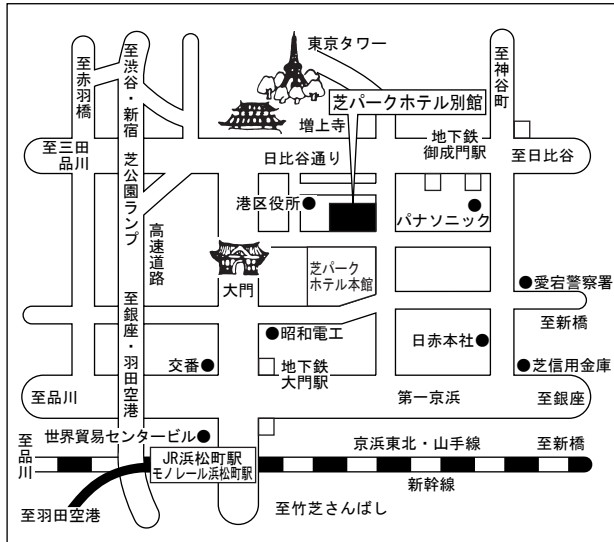 東京タワー
至渋谷・新宿
至赤羽橋
至神谷町
芝パークホテル別館
増上寺
地下鉄
御成門駅
至三田
品川
芝公園ランプ
日比谷通り
至日比谷
港区役所
パナソニック
高速道路
大門
芝パーク
ホテル本館
愛宕警察署
至銀座・羽田空港
昭和電工
日赤本社
至新橋
交番
地下鉄
大門駅
芝信用金庫
至品川
第一京浜
至銀座
世界貿易センタービル
至品川
JR浜松町駅
モノレール浜松町駅
京浜東北・山手線
至新橋
新幹線
至羽田空港
至竹芝さんばし